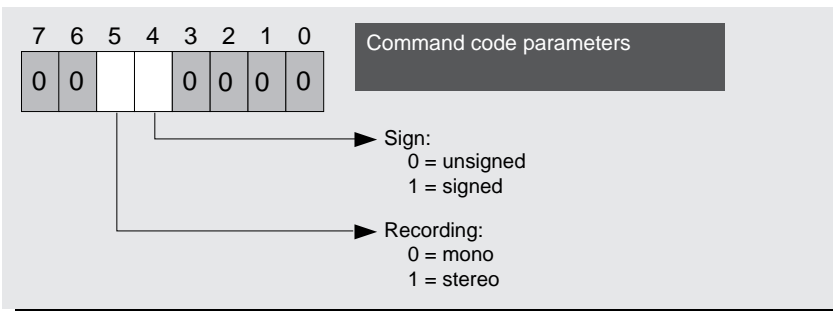 7 6 5 4 3 2 1 0
Command code parameters
0 0 0 0 0 0
Sign:
0 = unsigned
1 = signed
Recording:
0 = mono
1 = stereo